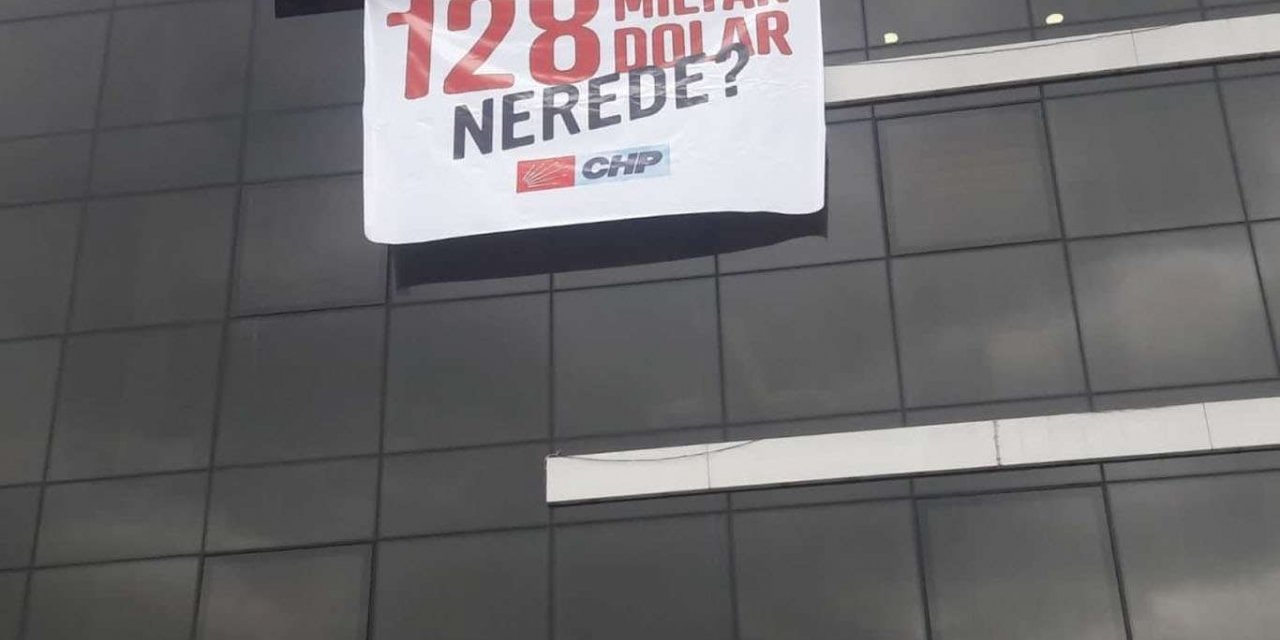 128 MİLYAR
DOLAR
NEREDE?
CHP